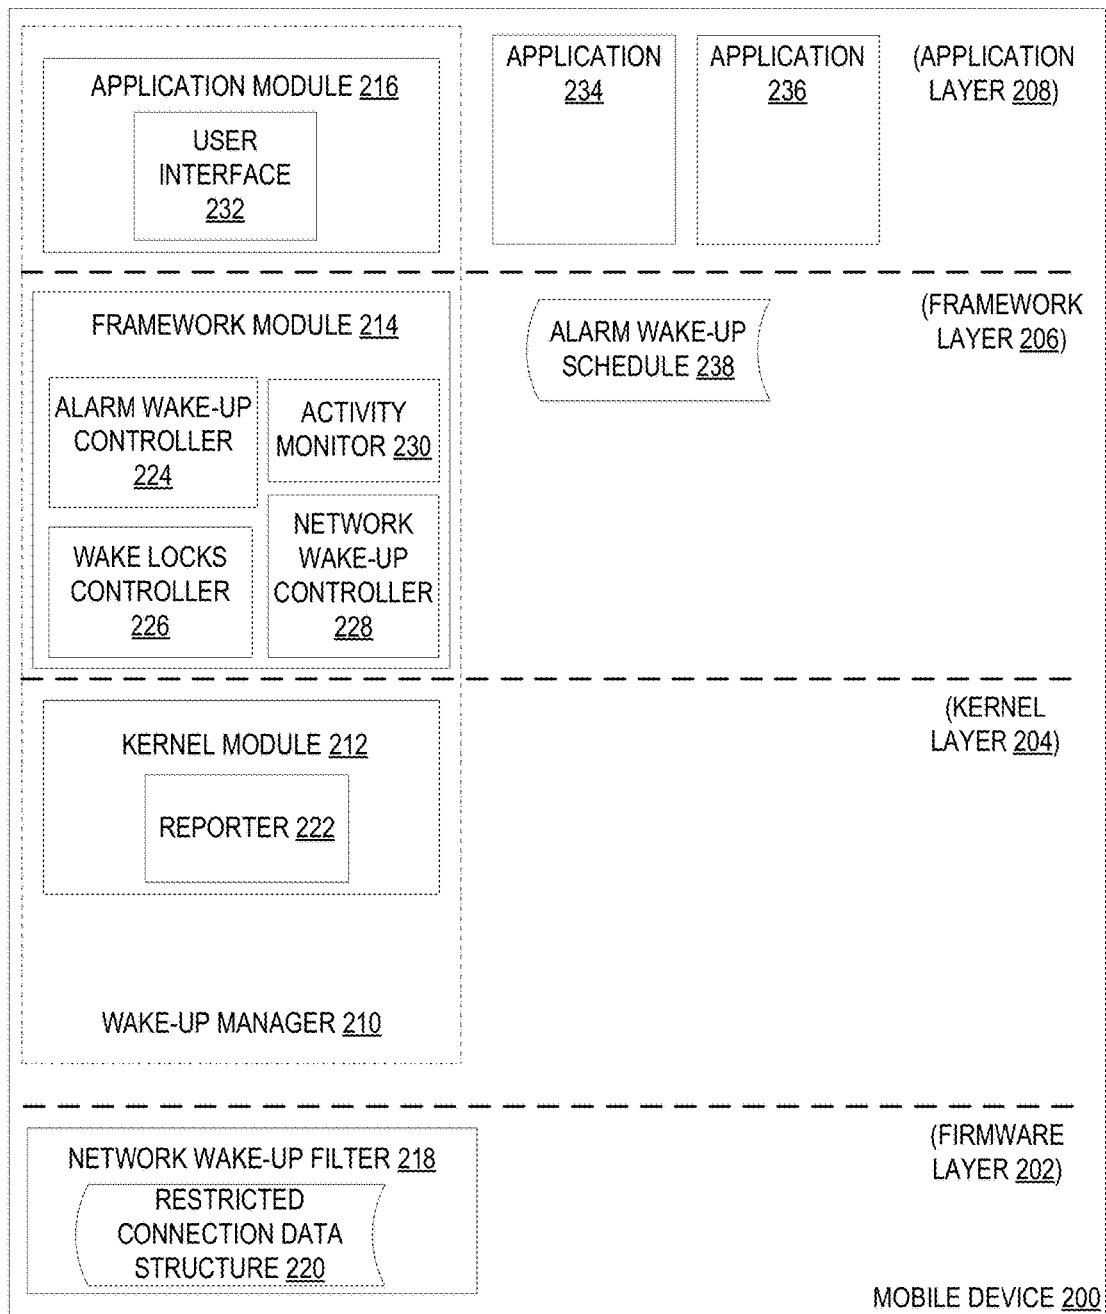 APPLICATION MODULE 216
USER
INTERFACE
232
APPLICATION
234
APPLICATION
236
(APPLICATION
LAYER 208)
FRAMEWORK MODULE 214
ALARM WAKE-UP
CONTROLLER
224
ACTIVITY
MONITOR 230
WAKE LOCKS
CONTROLLER
226
NETWORK
WAKE-UP
CONTROLLER
228
ALARM WAKE-UP
SCHEDULE 238
(FRAMEWORK
LAYER 206)
KERNEL MODULE 212
REPORTER 222
WAKE-UP MANAGER 210
(KERNEL
LAYER 204)
NETWORK WAKE-UP FILTER 218
RESTRICTED
CONNECTION DATA
STRUCTURE 220
(FIRMWARE
LAYER 202)
MOBILE DEVICE 200